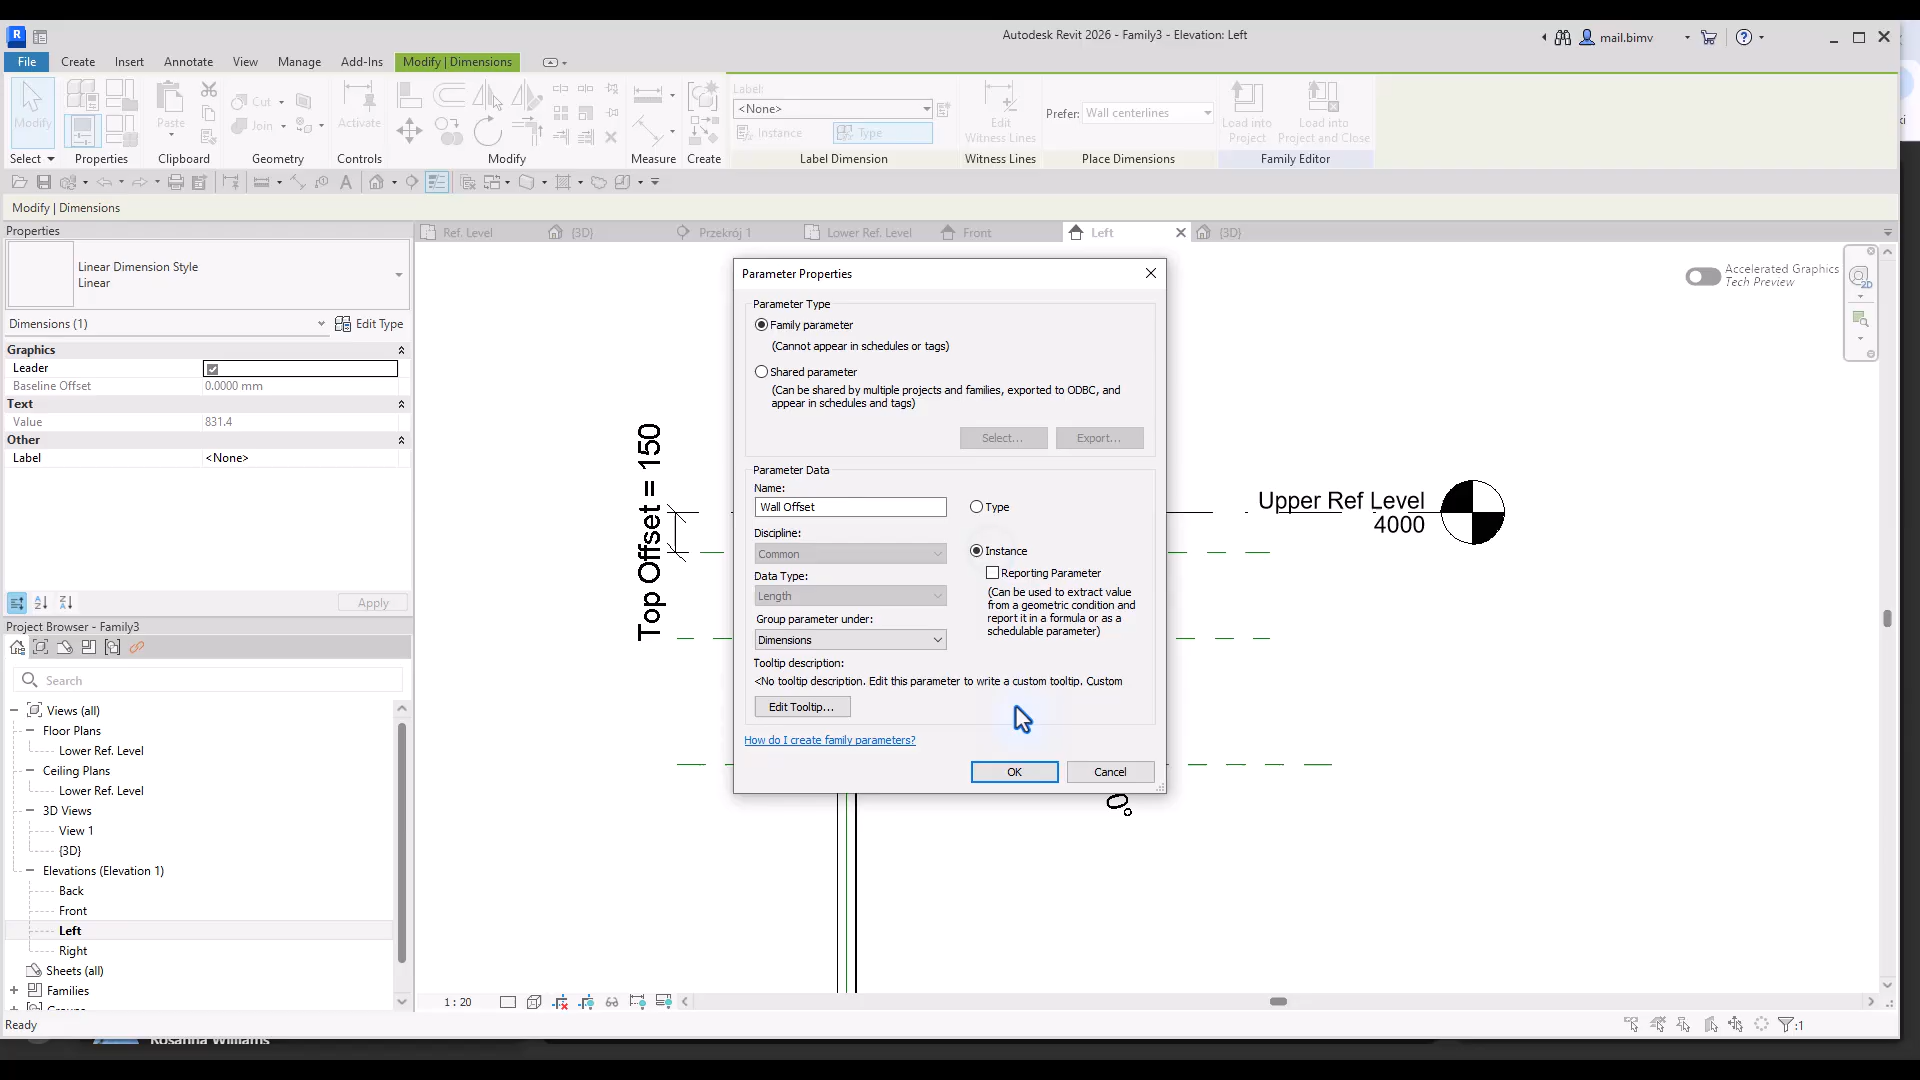 Autodesk Revit 2026 - Family3 - Elevation: Left
mail.bimv
File Create Insert Annotate View Manage Add-Ins Modify | Dimensions
Modify
Paste
Cut
Join
Activate
Label:
<None>
Instance
Type
Edit
Witness Lines
Prefer: Wall centerlines
Load into
Project
Load into
Project and Close
Select Properties Clipboard Geometry Controls Modify Measure Create Label Dimension Witness Lines Place Dimensions Family Editor
Modify | Dimensions
Properties
Ref. Level {3D} Przekrój 1 Lower Ref. Level Front Left {3D}
Linear Dimension Style
Linear
Dimensions (1)
Edit Type
Graphics
Leader
Baseline Offset 0.0000 mm
Text
Value 831.4
Other
Label <None>
Apply
Project Browser - Family3
Search
Views (all)
Floor Plans
Lower Ref. Level
Ceiling Plans
Lower Ref. Level
3D Views
View 1
{3D}
Elevations (Elevation 1)
Back
Front
Left
Right
Sheets (all)
Families
Groups
Ready
Parameter Properties
Parameter Type
Family parameter
(Cannot appear in schedules or tags)
Shared parameter
(Can be shared by multiple projects and families, exported to ODBC, and
appear in schedules and tags)
Select...
Export...
Parameter Data
Name:
Wall Offset
Type
Discipline:
Common
Instance
Data Type:
Reporting Parameter
Length
(Can be used to extract value
from a geometric condition and
report it in a formula or as a
schedulable parameter)
Group parameter under:
Dimensions
Tooltip description:
<No tooltip description. Edit this parameter to write a custom tooltip. Custom
Edit Tooltip...
How do I create family parameters?
OK
Cancel
Accelerated Graphics
Tech Preview
2D
Top Offset = 150
Upper Ref Level
4000
0°
1 : 20
:1
Rosanna Williams